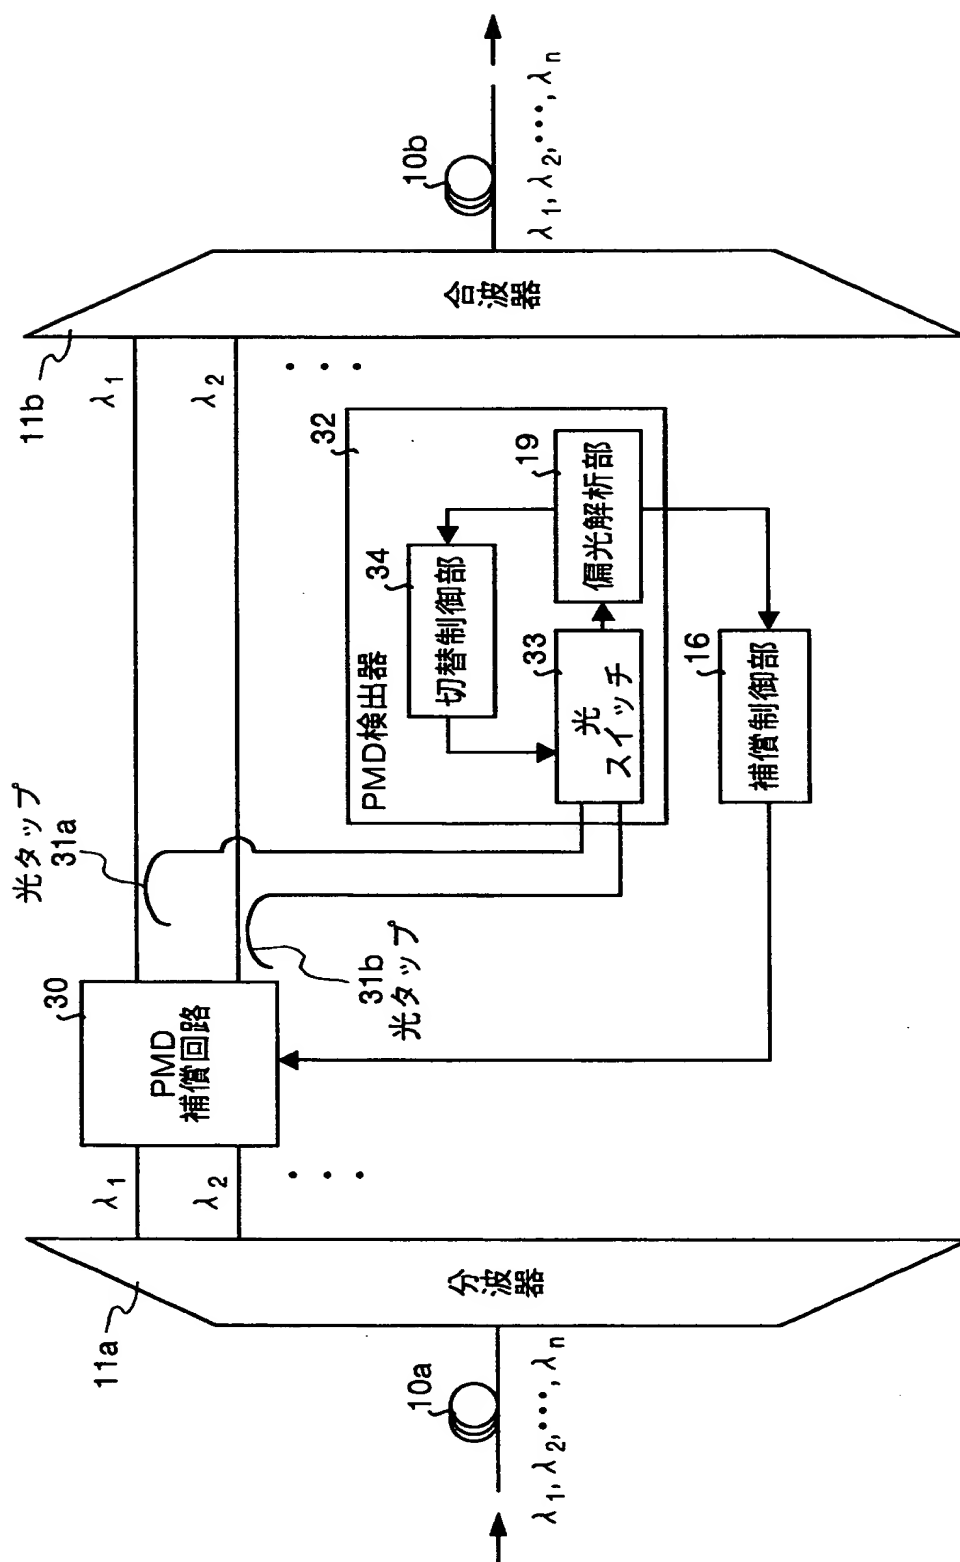 λ1, λ2, •••, λn
10a
11a
分波器
λ1
λ2
• • •
30
PMD
補償回路
光タップ
31a
31b
光タップ
32
PMD検出器
34
切替制御部
33
光
スイッチ
19
偏光解析部
16
補償制御部
λ1
λ2
• • •
11b
合波器
10b
λ1, λ2, •••, λn